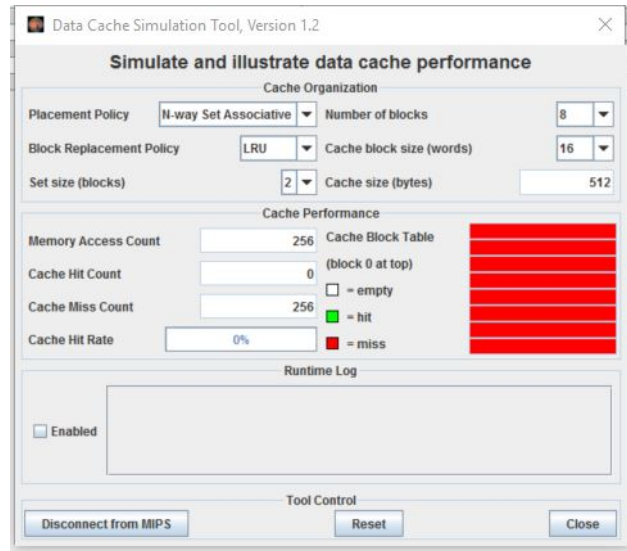 Data Cache Simulation Tool, Version 1.2
Simulate and illustrate data cache performance
Cache Organization
Placement Policy N-way Set Associative Number of blocks 8
Block Replacement Policy LRU Cache block size (words) 16
Set size (blocks) 2 Cache size (bytes) 512
Cache Performance
Memory Access Count 256 Cache Block Table
(block 0 at top)
Cache Hit Count 0
= empty
Cache Miss Count 256
= hit
Cache Hit Rate 0%
= miss
Runtime Log
Enabled
Tool Control
Disconnect from MIPS Reset Close